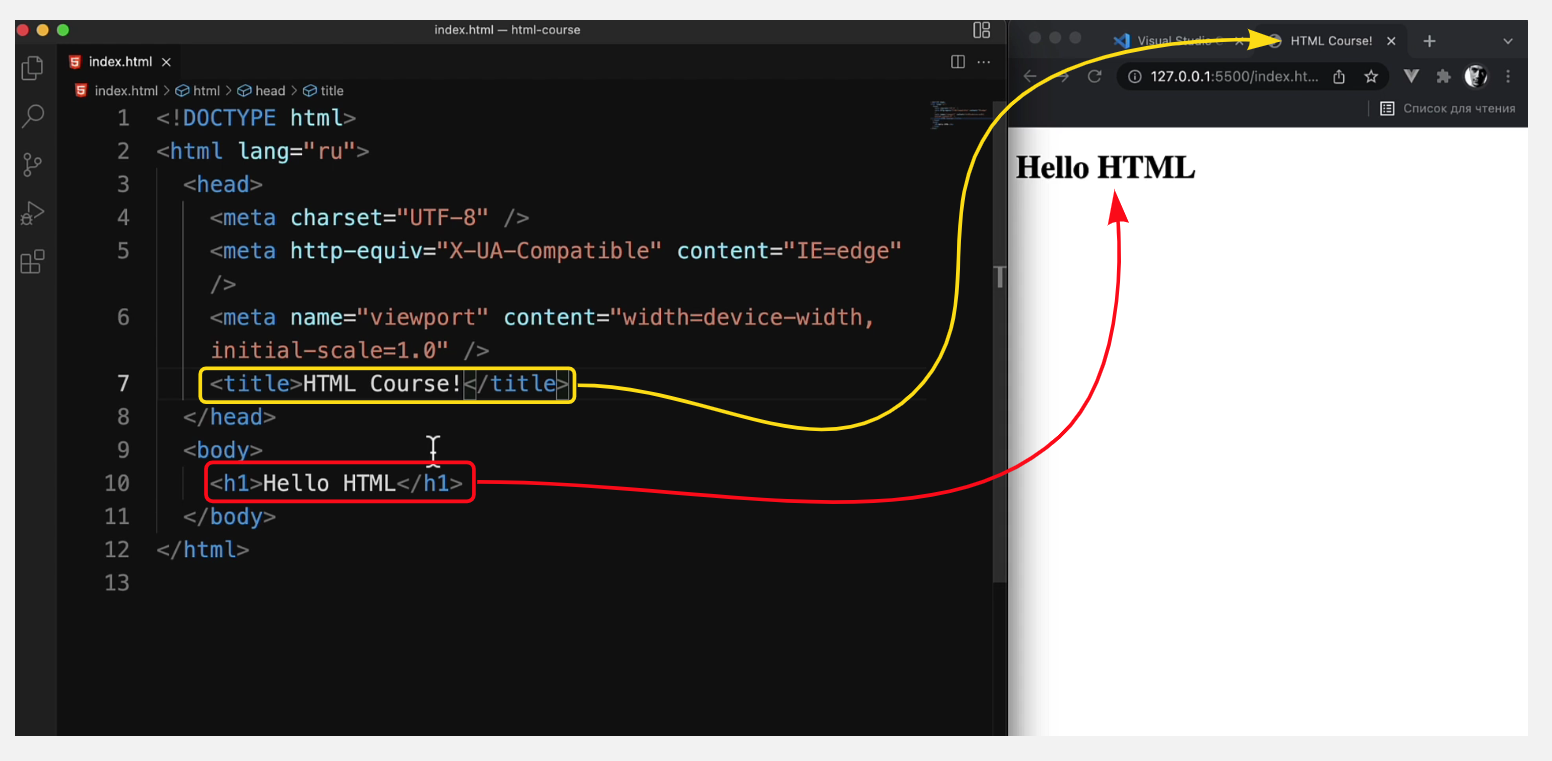 index.html — html-course
index.html
index.html > html > head > title
1 <!DOCTYPE html>
2 <html lang="ru">
3 <head>
4 <meta charset="UTF-8" />
5 <meta http-equiv="X-UA-Compatible" content="IE=edge"
/>
6 <meta name="viewport" content="width=device-width,
initial-scale=1.0" />
7 <title>HTML Course!</title>
8 </head>
9 <body>
10 <h1>Hello HTML</h1>
11 </body>
12 </html>
13
Visual Studio
HTML Course!
127.0.0.1:5500/index.ht...
Список для чтения
Hello HTML